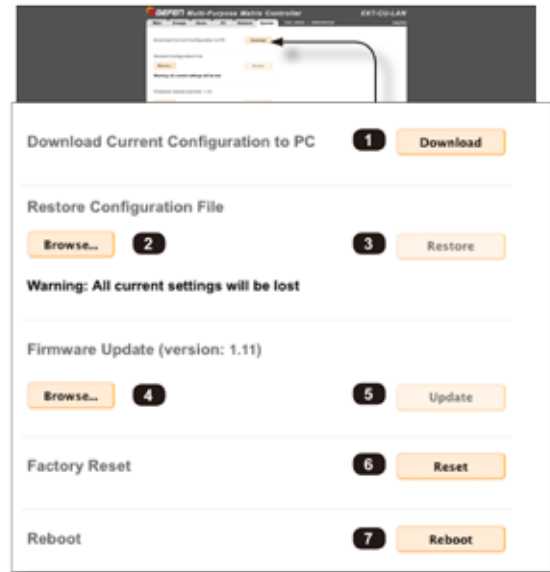 GEFEN Multi-Purpose Matrix Controller EXT-CU-LAN
Download Current Configuration to PC 1 Download
Restore Configuration File
Browse... 2 3 Restore
Warning: All current settings will be lost
Firmware Update (version: 1.11)
Browse... 4 5 Update
Factory Reset 6 Reset
Reboot 7 Reboot